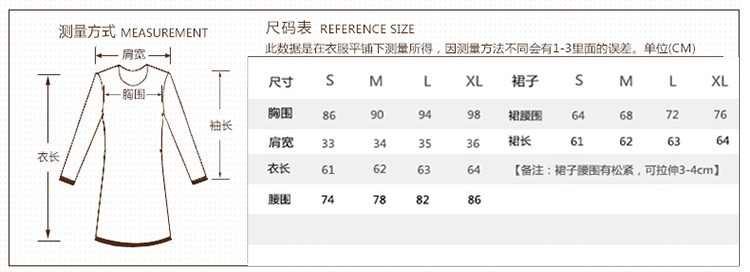 测量方式 MEASUREMENT
肩宽
胸围
袖长
衣长
尺码表 REFERENCE SIZE
此数据是在衣服平铺下测量所得，因测量方法不同会有1-3里面的误差。单位(CM)
尺寸 S M L XL 裙子 S M L XL
胸围 86 90 94 98 裙腰围 64 68 72 76
肩宽 33 34 35 36 裙长 61 62 63 64
衣长 61 62 63 64 【备注：裙子腰围有松紧，可拉伸3-4cm】
腰围 74 78 82 86